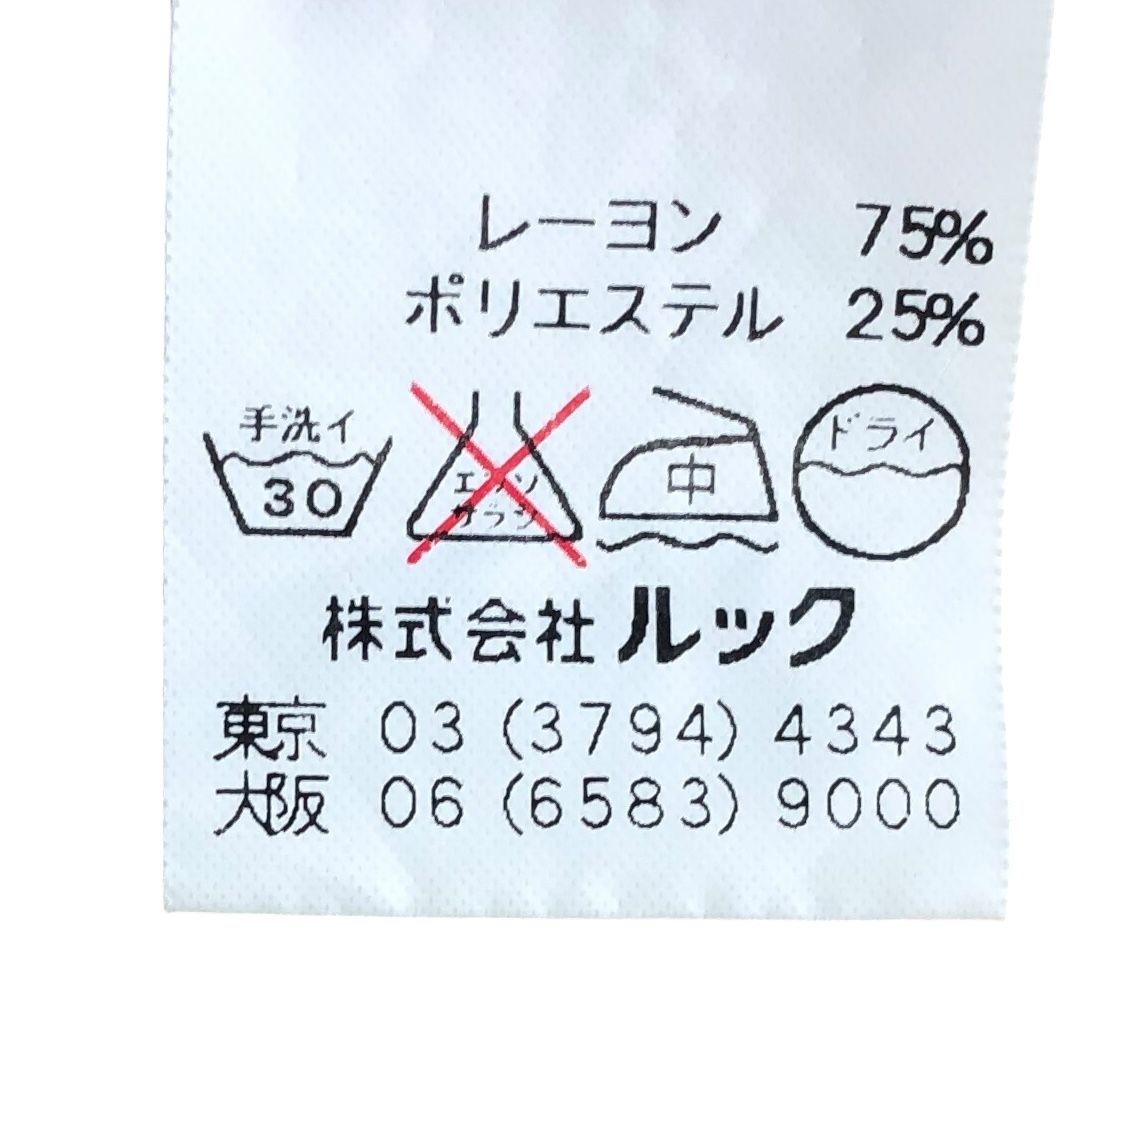 レーヨン 75%
ポリエステル 25%
手洗イ
30
エンソ
サラシ
中
ドライ
株式会社ルック
東京 03(3794)4343
大阪 06(6583)9000